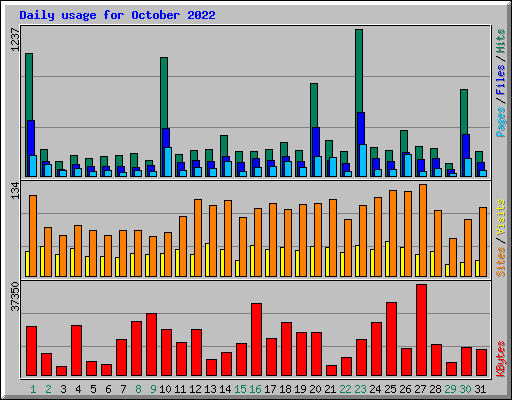 Daily usage for October 2022
1237
Pages / Files / Hits
134
Sites / Visits
37350
KBytes
1 2 3 4 5 6 7 8 9 10 11 12 13 14 15 16 17 18 19 20 21 22 23 24 25 26 27 28 29 30 31